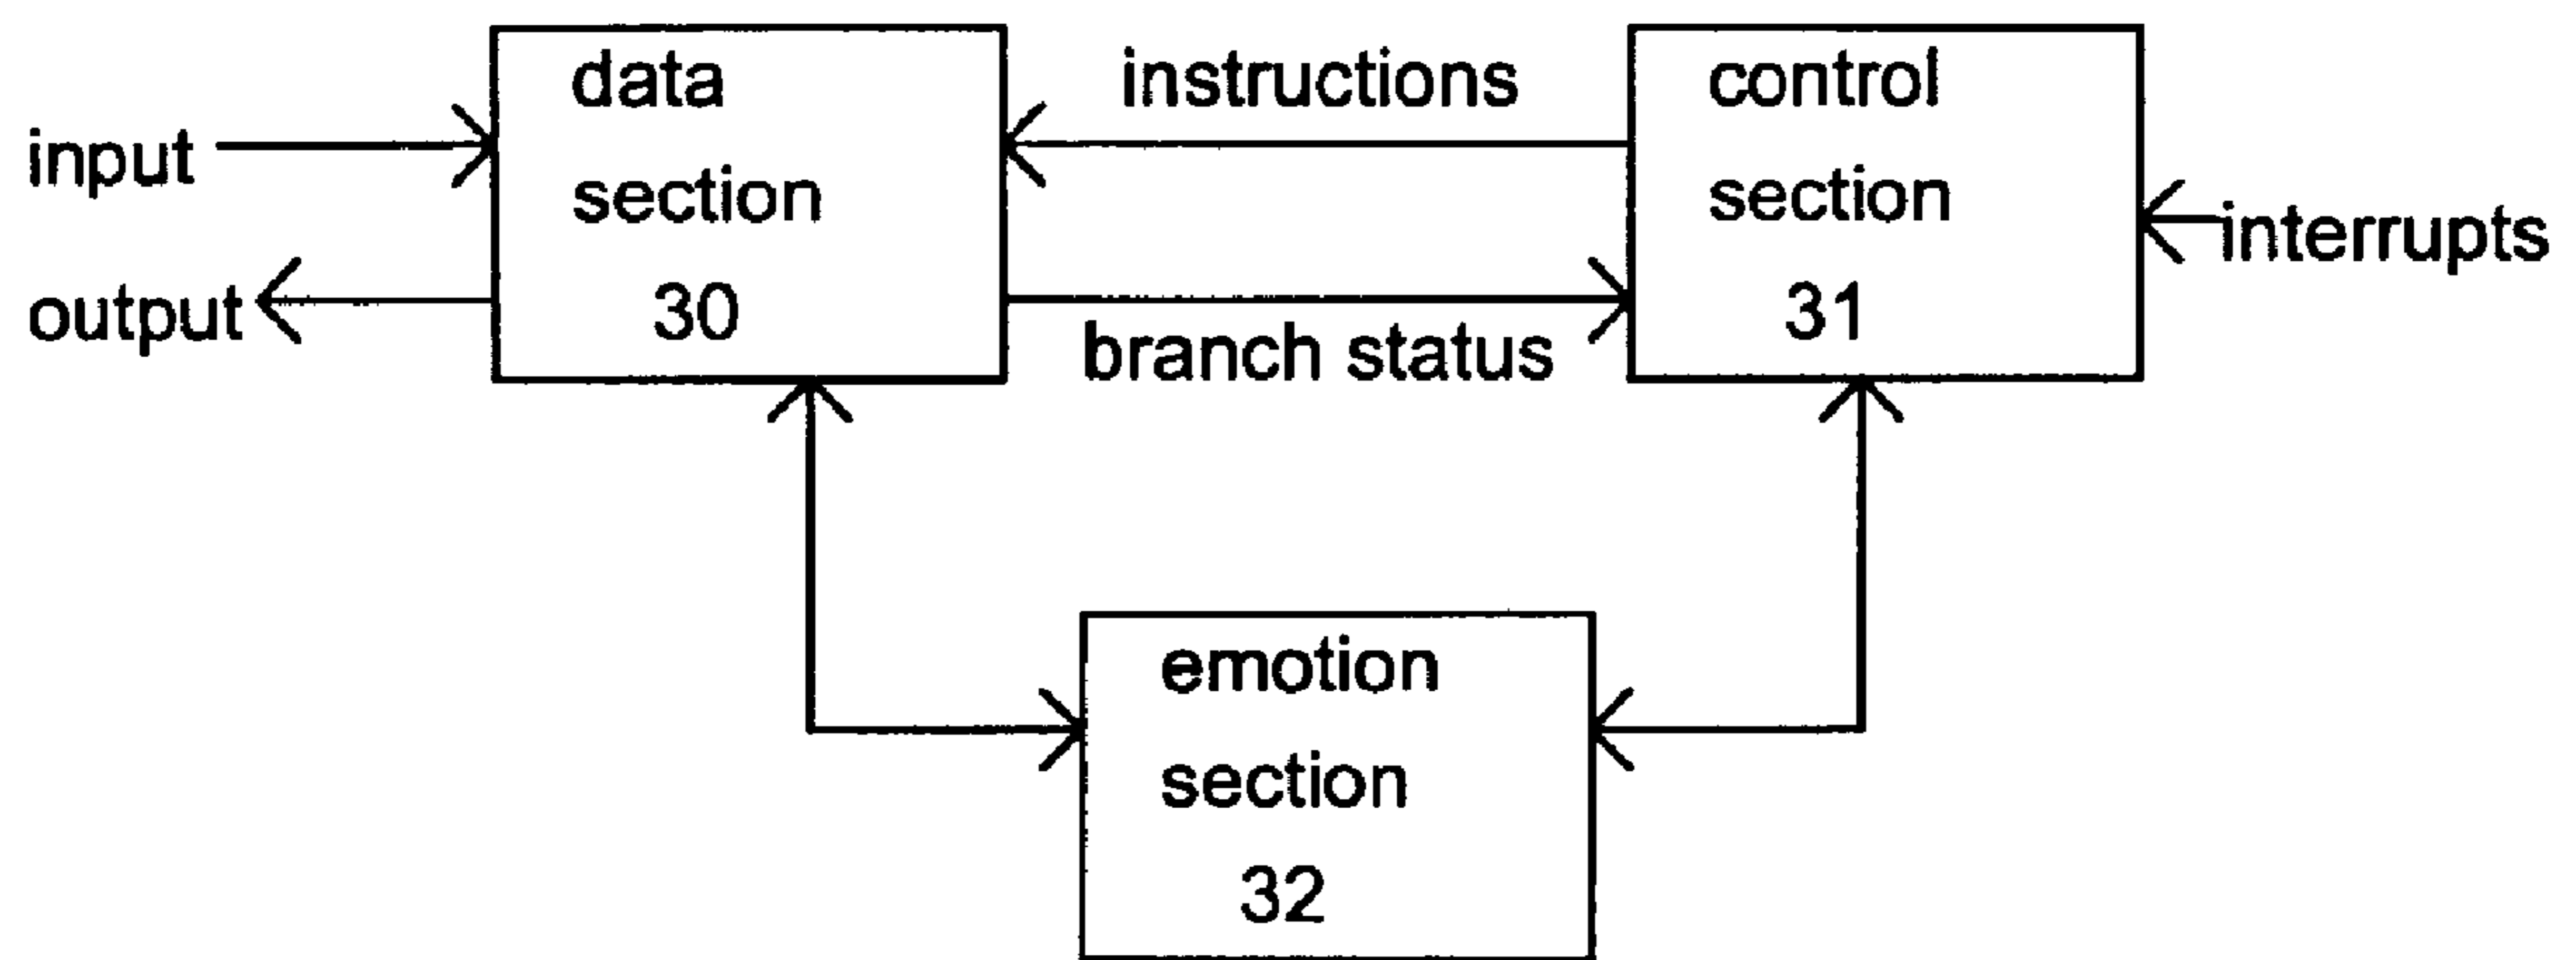 data
section
30
instructions
control
section
31
input
output
branch status
interrupts
emotion
section
32